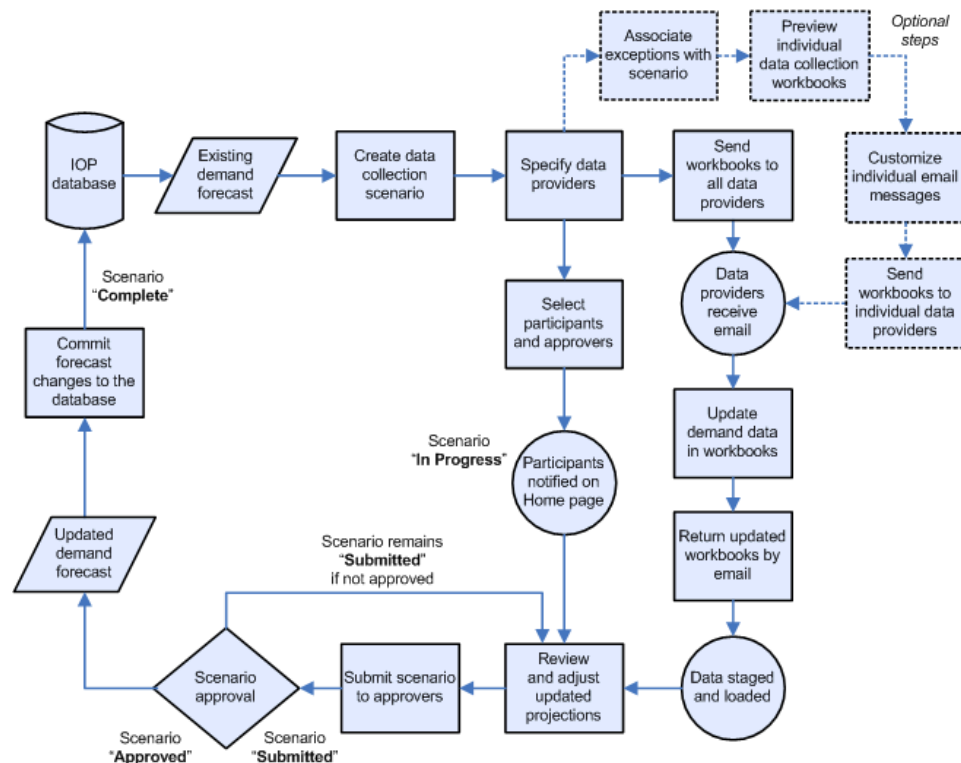 Associate
exceptions with
scenario
Preview
individual
data collection
workbooks
Optional
steps
IOP
database
Existing
demand
forecast
Create data
collection
scenario
Specify data
providers
Send
workbooks to
all data
providers
Customize
individual email
messages
Scenario
“Complete”
Select
participants
and approvers
Data
providers
receive
email
Send
workbooks to
individual data
providers
Commit
forecast
changes to the
database
Update
demand data
in workbooks
Scenario
“In Progress”
Participants
notified on
Home page
Updated
demand
forecast
Scenario remains
“Submitted”
if not approved
Return updated
workbooks by
email
Scenario
approval
Submit scenario
to approvers
Review
and adjust
updated
projections
Data staged
and loaded
Scenario
“Approved”
Scenario
“Submitted”